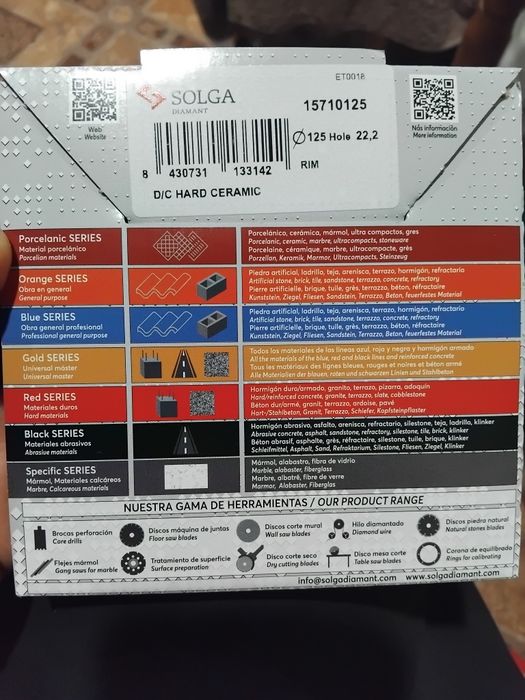 ET0018
SOLGA
DIAMANT
15710125
Ø125 Hole 22,2
RIM
8 430731 133142
D/C HARD CERAMIC
Web
Website
Más información
More information
Porcelanic SERIES
Material porcelánico
Porcelain materials
Porcelánico, cerámica, mármol, ultra compactos, gres
Porcelanic, ceramic, marbre, ultracompacts, stoneware
Porcelaine, céramique, marbre, ultracompacts, grès
Porzellan, Keramik, Marmor, Ultracompacts, Steinzeug
Orange SERIES
Obra en general
General purpose
Piedra artificial, ladrillo, teja, arenisca, terrazo, hormigón, refractario
Artificial stone, brick, tile, sandstone, terrazzo, concrete, refractory
Pierre artificielle, brique, tuile, grès, terrazzo, béton, réfractaire
Kunststein, Ziegel, Fliesen, Sandstein, Terrazzo, Beton, feuerfestes Material
Blue SERIES
Obra general profesional
Professional general purpose
Piedra artificial, ladrillo, teja, arenisca, terrazo, hormigón, refractario
Artificial stone, brick, tile, sandstone, terrazzo, concrete, refractory
Pierre artificielle, brique, tuile, grès, terrazzo, béton, réfractaire
Kunststein, Ziegel, Fliesen, Sandstein, Terrazzo, Beton, feuerfestes Material
Gold SERIES
Universal máster
Universal master
Todos los materiales de las líneas azul, roja y negra y hormigón armado
All the materials of the blue, red and black lines and reinforced concrete
Tous les matériaux des lignes bleues, rouges et noires et béton armé
Alle Materialien der blauen, roten und schwarzen Linien und Stahlbeton
Red SERIES
Materiales duros
Hard materials
Hormigón duro/armado, granito, terrazo, pizarra, adoquín
Hard/reinforced concrete, granite, terrazzo, slate, cobblestone
Béton dur/armé, granit, terrazzo, ardoise, pavé
Hart-/Stahlbeton, Granit, Terrazzo, Schiefer, Kopfsteinpflaster
Black SERIES
Materiales abrasivos
Abrasive materials
Hormigón abrasivo, asfalto, arenisca, refractario, silestone, teja, ladrillo, klinker
Abrasive concrete, asphalt, sandstone, refractory, silestone, tile, brick, klinker
Béton abrasif, asphalte, grès, réfractaire, silestone, tuile, brique, klinker
Schleifmittel, Asphalt, Sand, Refraktarium, Silestone, Fliesen, Ziegel, Klinker
Specific SERIES
Mármol, Materiales calcáreos
Marbre, Calcareous materials
Mármol, alabastro, fibra de vidrio
Marble, alabaster, fiberglass
Marbre, albatre, fibre de verre
Marmor, Alabaster, Fiberglass
NUESTRA GAMA DE HERRAMIENTAS / OUR PRODUCT RANGE
Brocas perforación
Core drills
Discos máquina de juntas
Floor saw blades
Discos corte mural
Wall saw blades
Hilo diamantado
Diamond wire
Discos piedra natural
Natural stones blades
Flejes mármol
Gang saws for marble
Tratamiento de superficie
Surface preparation
Disco corte seco
Dry cutting blades
Disco mesa corte
Table saw blades
Corona de equilibrado
Rings for calibrating
info@solgadiamant.com www.solgadiamant.com